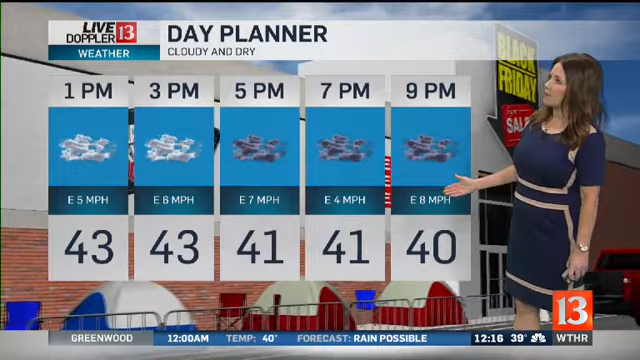 LIVE
DOPPLER 13
WEATHER
DAY PLANNER
CLOUDY AND DRY
BLACK
FRIDAY
SALE
1 PM 3 PM 5 PM 7 PM 9 PM
E 5 MPH E 6 MPH E 7 MPH E 4 MPH E 8 MPH
43 43 41 41 40
13
GREENWOOD 12:00AM TEMP: 40° FORECAST: RAIN POSSIBLE 12:16 39° WTHR